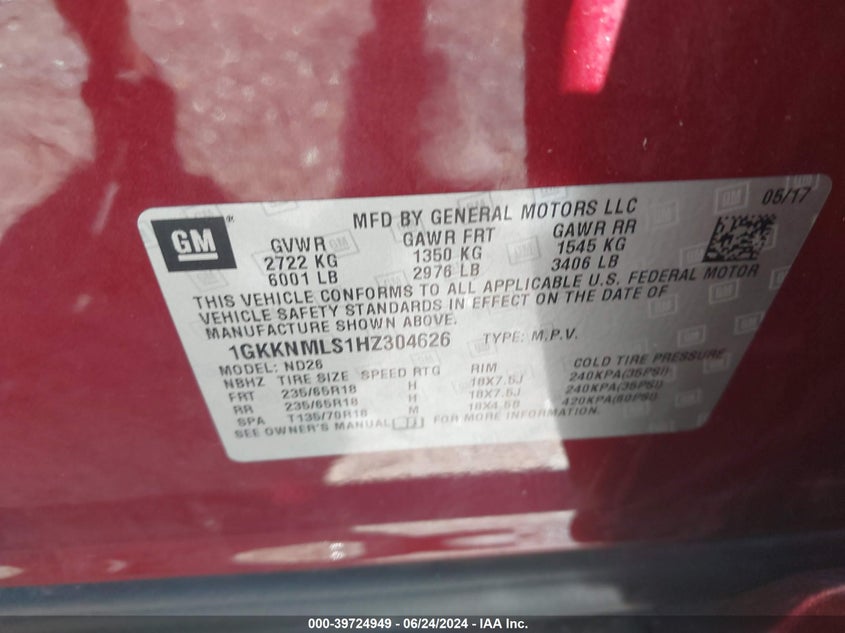 GM®
MFD BY GENERAL MOTORS LLC
05/17
GVWR GAWR FRT GAWR RR
2722 KG 1350 KG 1545 KG
6001 LB 2976 LB 3406 LB
THIS VEHICLE CONFORMS TO ALL APPLICABLE U.S. FEDERAL MOTOR
VEHICLE SAFETY STANDARDS IN EFFECT ON THE DATE OF
MANUFACTURE SHOWN ABOVE.
1GKKNMLS1HZ304626 TYPE: M.P.V.
MODEL: ND26
NBHZ TIRE SIZE SPEED RTG RIM COLD TIRE PRESSURE
FRT 235/65R18 H 18X7.5J 240KPA(35PSI)
RR 235/65R18 H 18X7.5J 240KPA(35PSI)
SPA T135/70R18 M 18X4.5B 420KPA(60PSI)
SEE OWNER'S MANUAL FOR MORE INFORMATION.
000-39724949 - 06/24/2024 - IAA Inc.